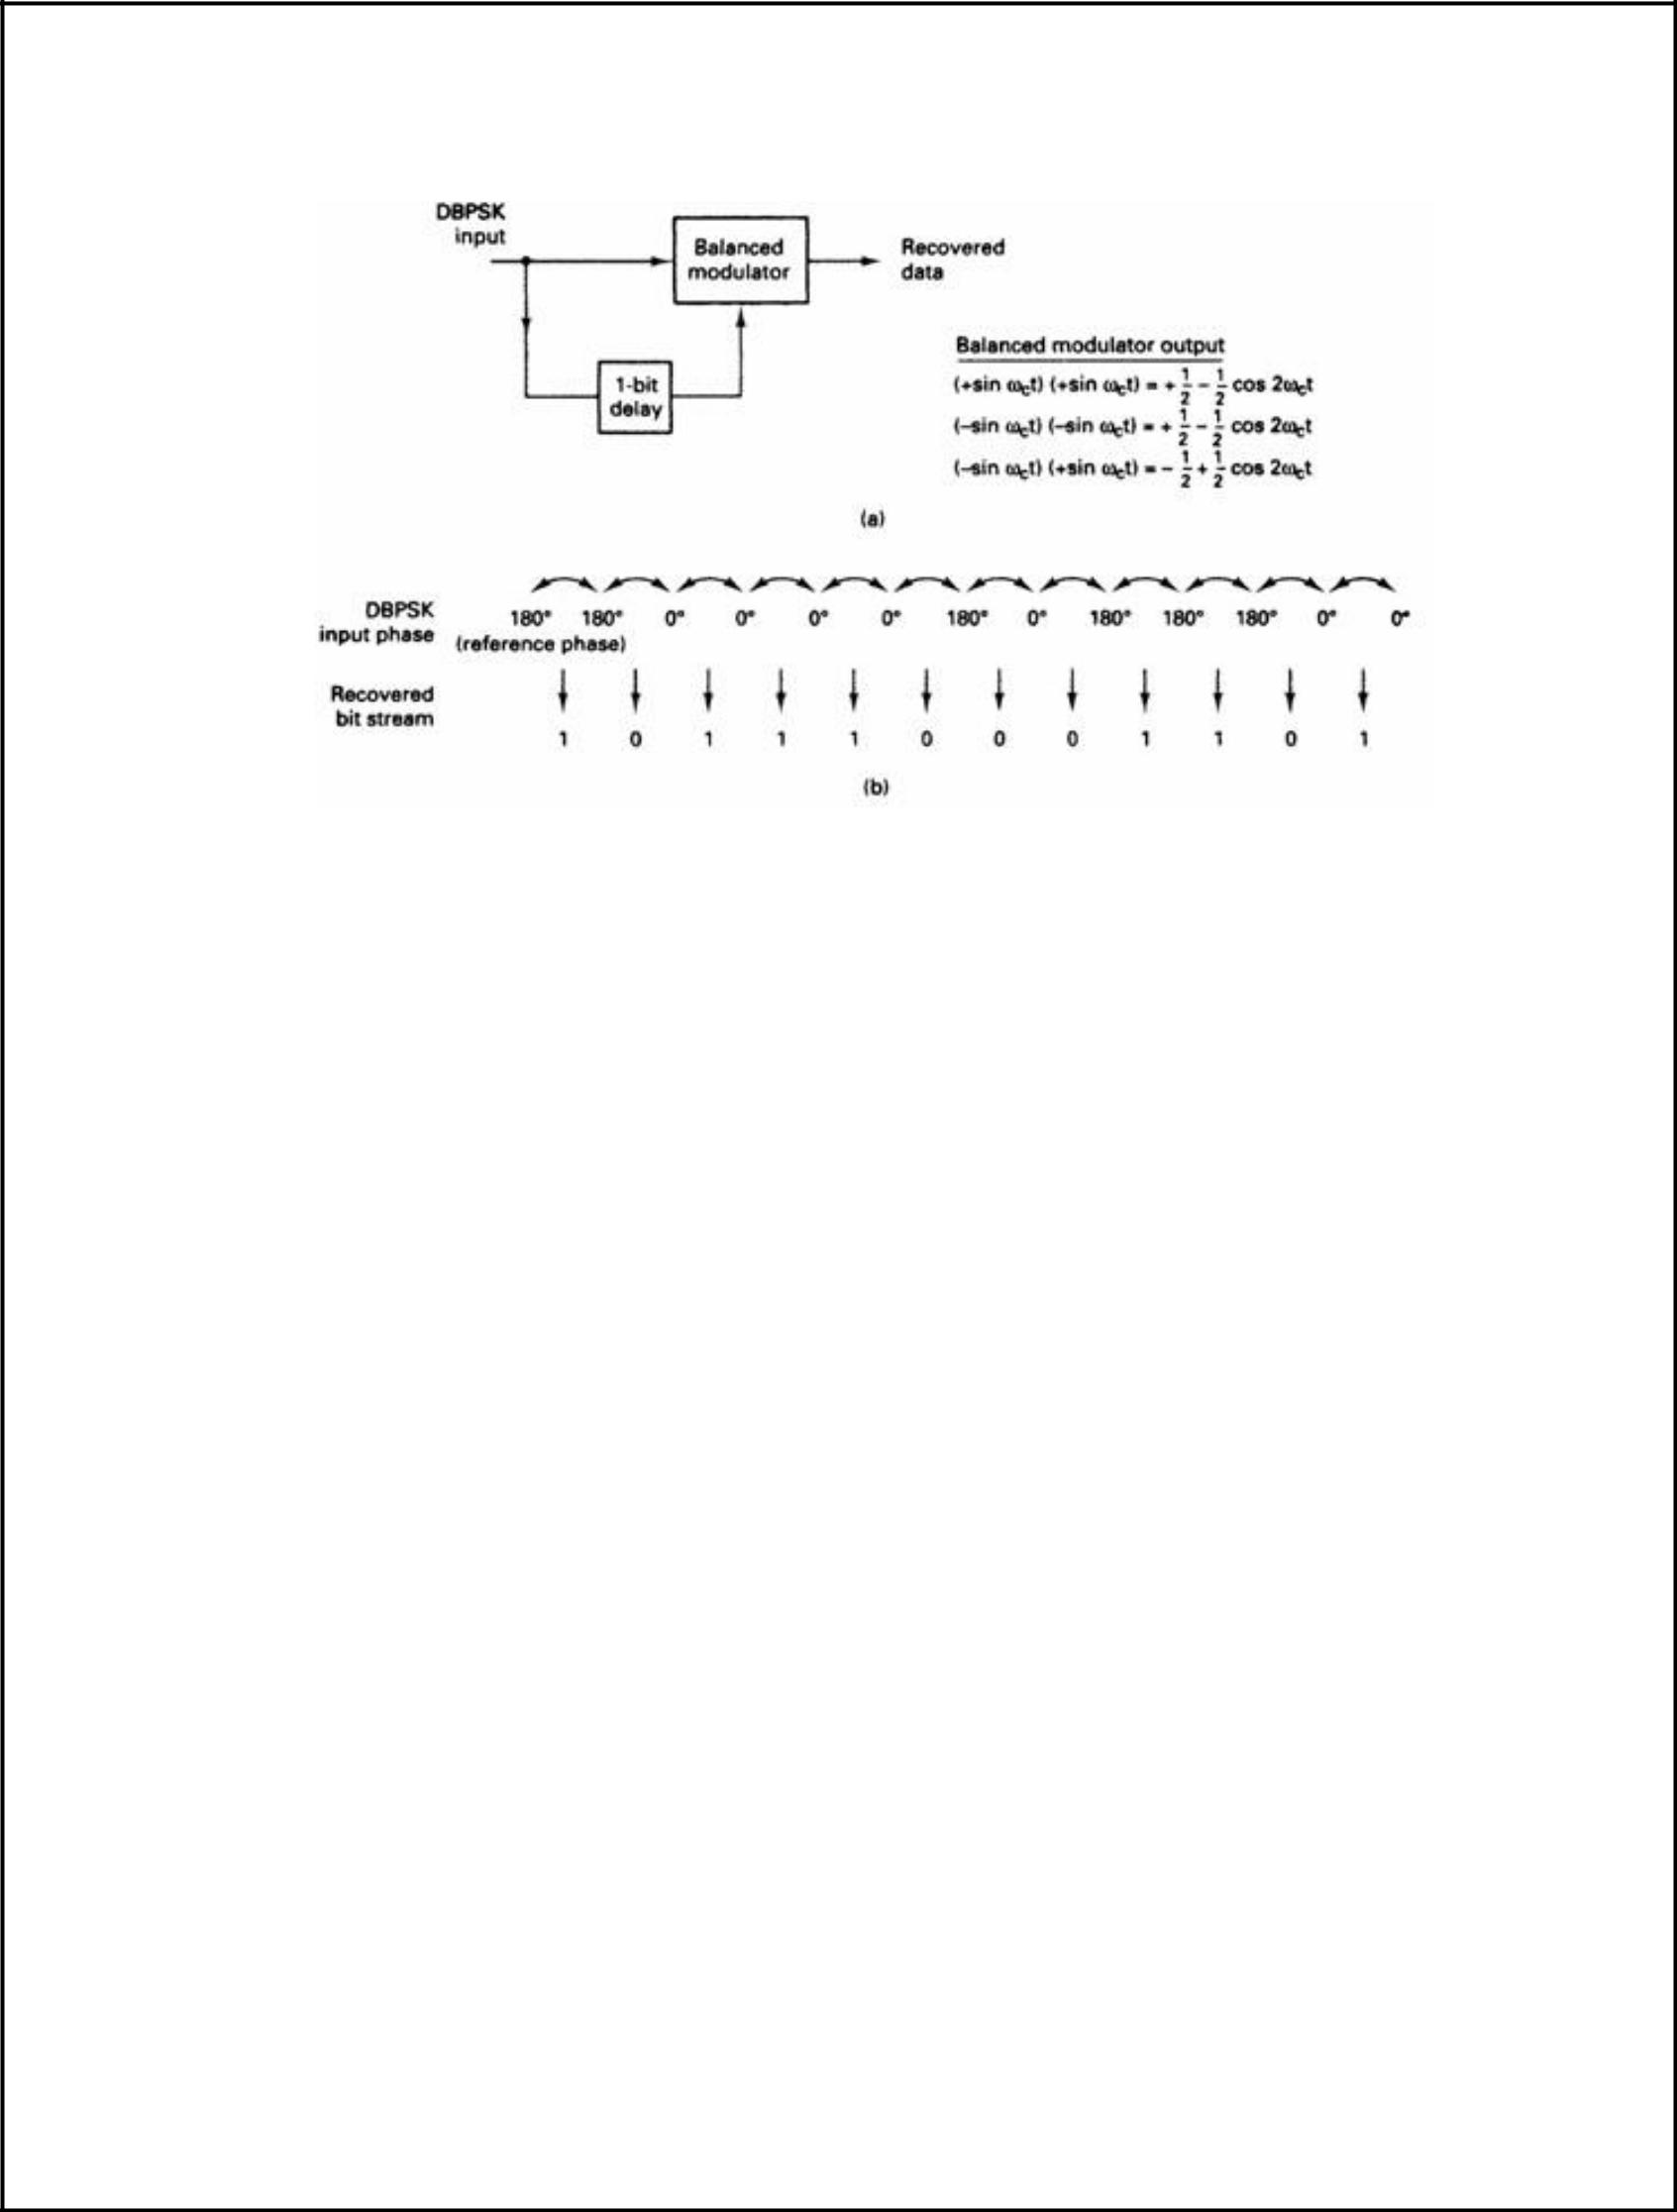 DBPSK
input
Balanced
modulator
Recovered
data
1-bit
delay
Balanced modulator output
(+sin ωct) (+sin ωct) = + 1/2 − 1/2 cos 2ωct
(−sin ωct) (−sin ωct) = + 1/2 − 1/2 cos 2ωct
(−sin ωct) (+sin ωct) = − 1/2 + 1/2 cos 2ωct
(a)
DBPSK
input phase
180° 180° 0° 0° 0° 0° 180° 0° 180° 180° 180° 0° 0°
(reference phase)
Recovered
bit stream
1 0 1 1 1 0 0 0 1 1 0 1
(b)